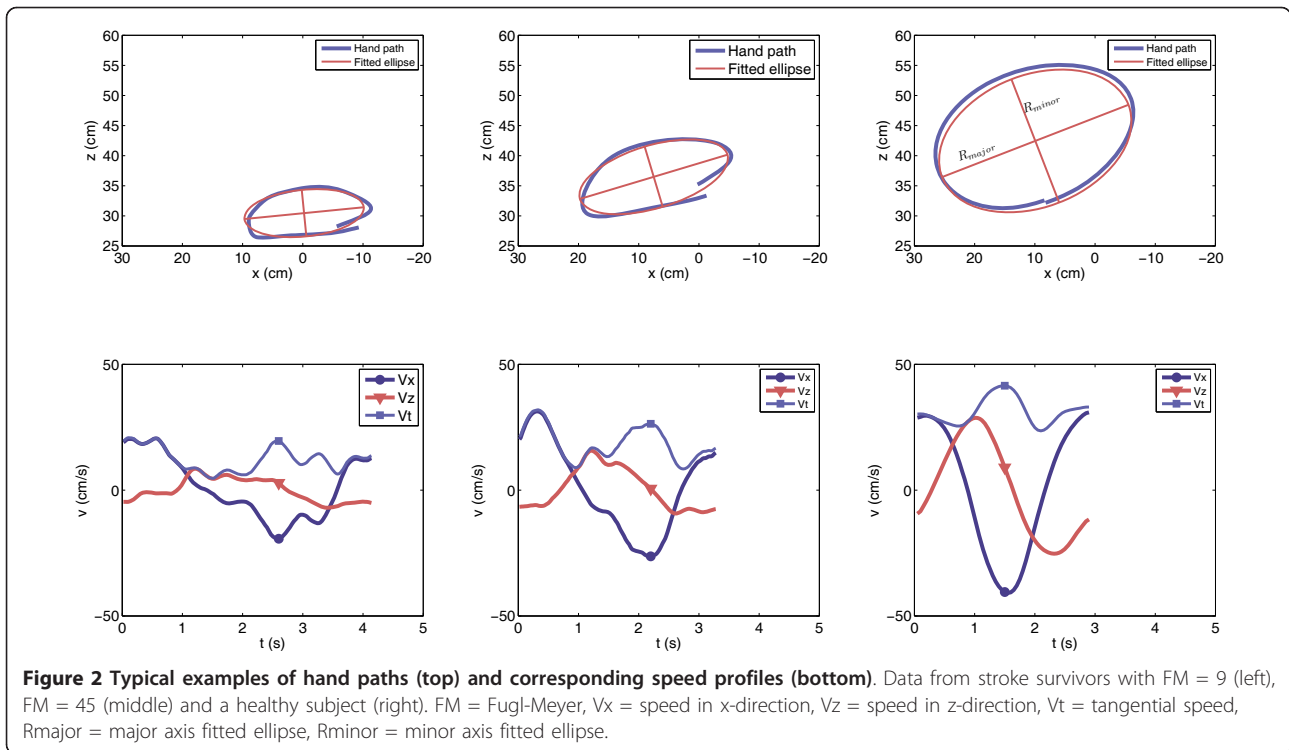 60
55
50
45
40
35
30
25
z (cm)
30 20 10 0 −10 −20
x (cm)
Hand path
Fitted ellipse
60
55
50
45
40
35
30
25
z (cm)
30 20 10 0 −10 −20
x (cm)
Hand path
Fitted ellipse
60
55
50
45
40
35
30
25
z (cm)
30 20 10 0 −10 −20
x (cm)
Hand path
Fitted ellipse
Rminor
Rmajor
50
0
−50
v (cm/s)
0 1 2 3 4 5
t (s)
Vx
Vz
Vt
50
0
−50
v (cm/s)
0 1 2 3 4 5
t (s)
Vx
Vz
Vt
50
0
−50
v (cm/s)
0 1 2 3 4 5
t (s)
Vx
Vz
Vt
Figure 2 Typical examples of hand paths (top) and corresponding speed profiles (bottom). Data from stroke survivors with FM = 9 (left),
FM = 45 (middle) and a healthy subject (right). FM = Fugl-Meyer, Vx = speed in x-direction, Vz = speed in z-direction, Vt = tangential speed,
Rmajor = major axis fitted ellipse, Rminor = minor axis fitted ellipse.